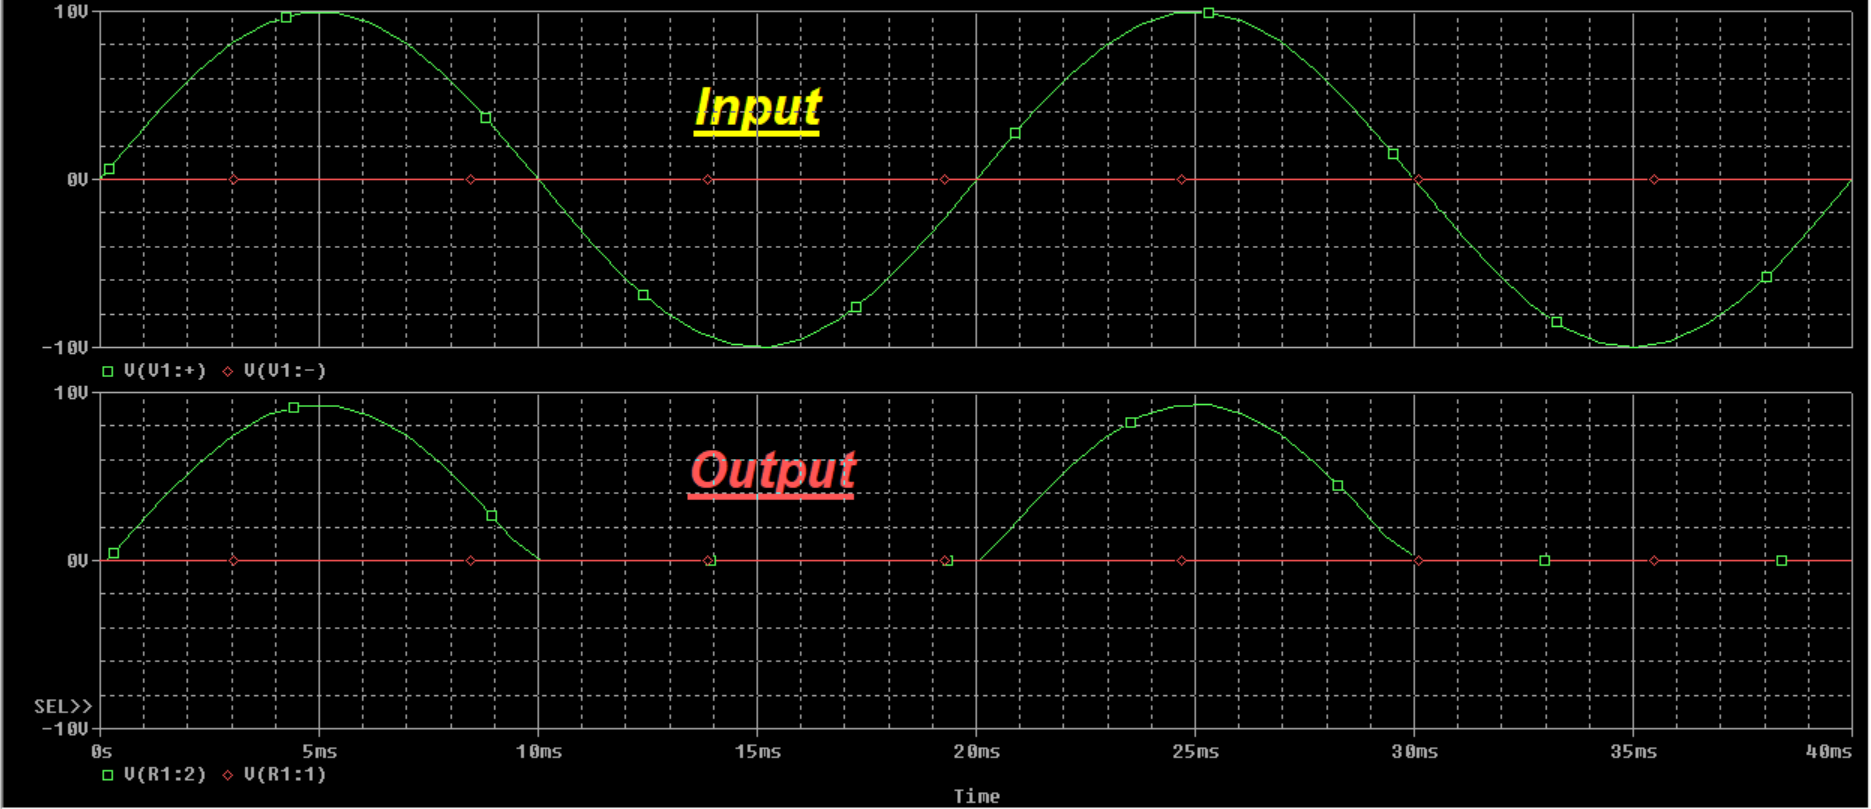 10V
Input
0V
-10V
V(V1:+) V(V1:-)
10V
Output
0V
SEL>>
-10V
0s 5ms 10ms 15ms 20ms 25ms 30ms 35ms 40ms
V(R1:2) V(R1:1)
Time